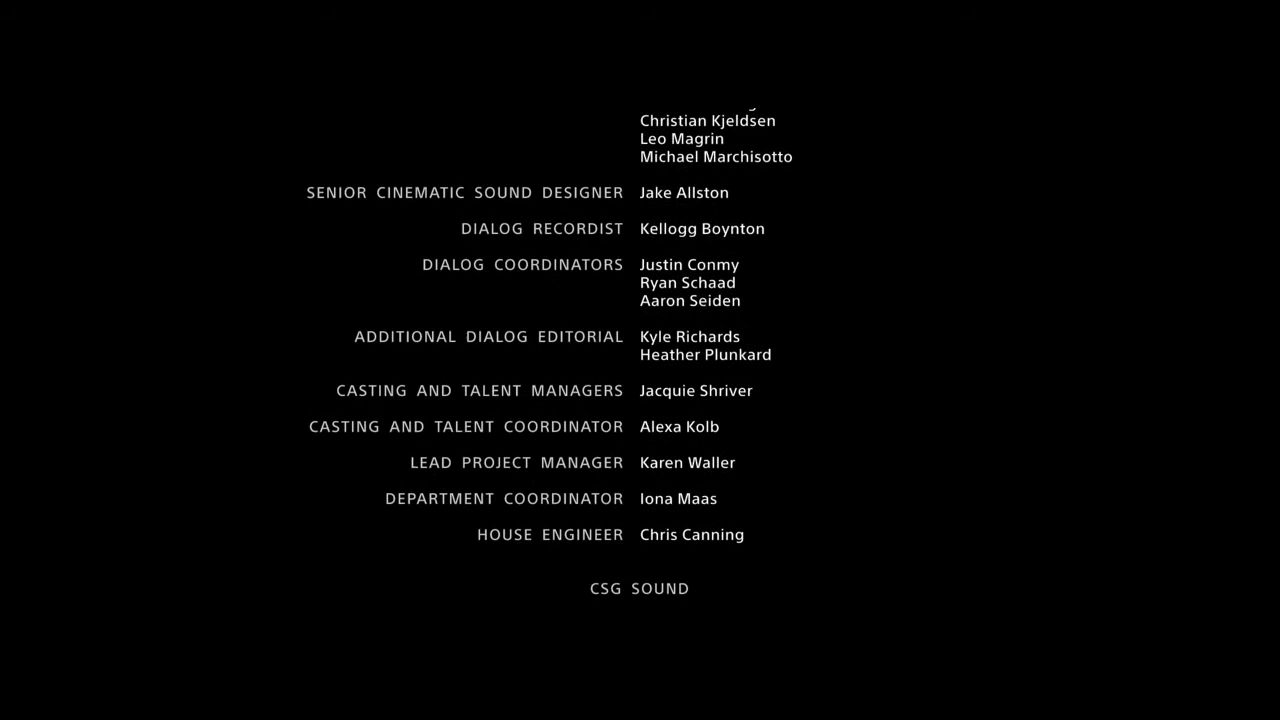 Christian Kjeldsen
Leo Magrin
Michael Marchisotto
SENIOR CINEMATIC SOUND DESIGNER Jake Allston
DIALOG RECORDIST Kellogg Boynton
DIALOG COORDINATORS Justin Conmy
Ryan Schaad
Aaron Seiden
ADDITIONAL DIALOG EDITORIAL Kyle Richards
Heather Plunkard
CASTING AND TALENT MANAGERS Jacquie Shriver
CASTING AND TALENT COORDINATOR Alexa Kolb
LEAD PROJECT MANAGER Karen Waller
DEPARTMENT COORDINATOR Iona Maas
HOUSE ENGINEER Chris Canning
CSG SOUND